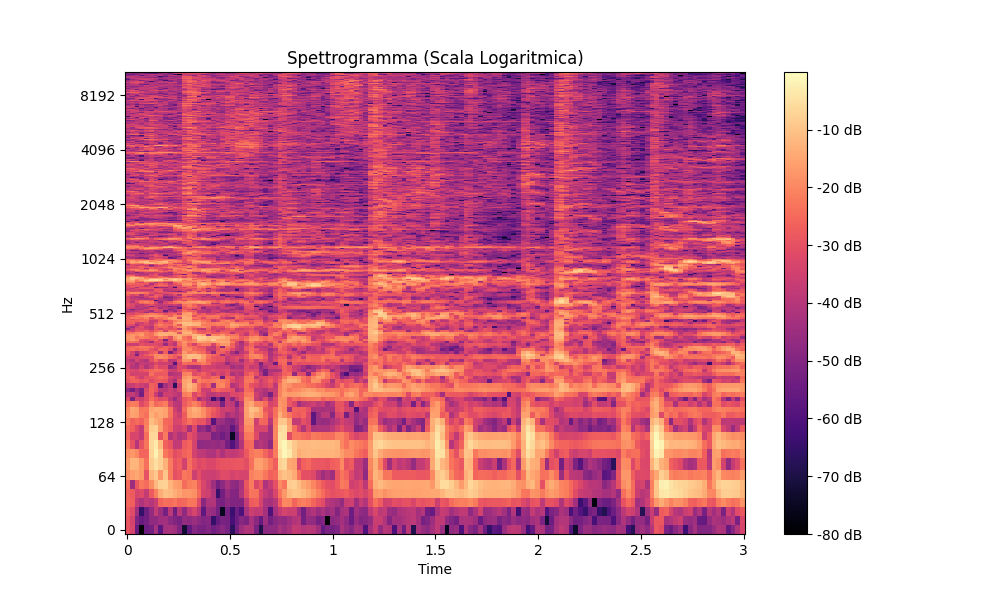 Spettrogramma (Scala Logaritmica)
Hz
8192
4096
2048
1024
512
256
128
64
0
0
0.5
1
1.5
2
2.5
3
Time
-10 dB
-20 dB
-30 dB
-40 dB
-50 dB
-60 dB
-70 dB
-80 dB